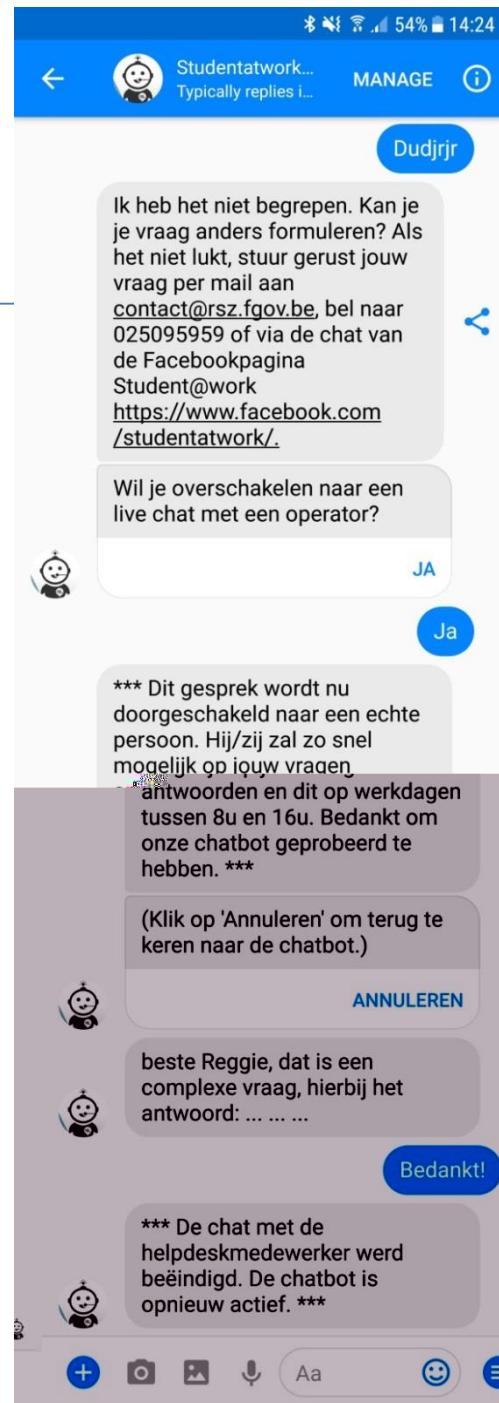 54% 14:24
Studentatwork...
Typically replies i...
MANAGE
Dudjrjr
Ik heb het niet begrepen. Kan je
je vraag anders formuleren? Als
het niet lukt, stuur gerust jouw
vraag per mail aan
contact@rsz.fgov.be, bel naar
025095959 of via de chat van
de Facebookpagina
Student@work
https://www.facebook.com
/studentatwork/.
Wil je overschakelen naar een
live chat met een operator?
JA
Ja
*** Dit gesprek wordt nu
doorgeschakeld naar een echte
persoon. Hij/zij zal zo snel
mogelijk op jouw vragen
antwoorden en dit op werkdagen
tussen 8u en 16u. Bedankt om
onze chatbot geprobeerd te
hebben. ***
(Klik op 'Annuleren' om terug te
keren naar de chatbot.)
ANNULEREN
beste Reggie, dat is een
complexe vraag, hierbij het
antwoord: ... ... ...
Bedankt!
*** De chat met de
helpdeskmedewerker werd
beëindigd. De chatbot is
opnieuw actief. ***
Aa